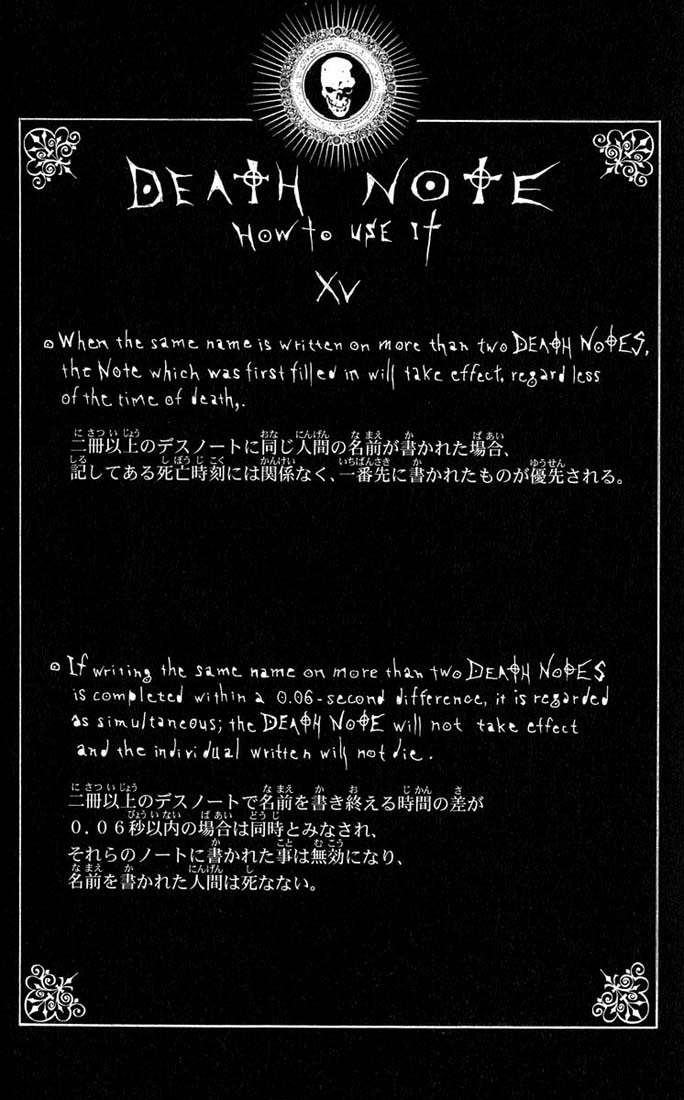 DEATH NOTE
HOW to USE It
XV
When the same name is written on more than two DEATH NOTES,
the Note which was first filled in will take effect, regardless
of the time of death,.
二冊以上のデスノートに同じ人間の名前が書かれた場合、
記してある死亡時刻には関係なく、一番先に書かれたものが優先される。
If writing the same name on more than two DEATH NOTES
is completed within a 0.06-second difference, it is regarded
as simultaneous; the DEATH NOTE will not take effect
and the individual written will not die.
二冊以上のデスノートで名前を書き終える時間の差が
０.０６秒以内の場合は同時とみなされ、
それらのノートに書かれた事は無効になり、
名前を書かれた人間は死なない。